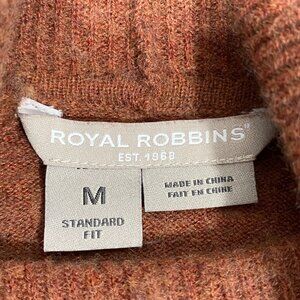 ROYAL ROBBINS®
EST 1968
M
STANDARD
FIT
MADE IN CHINA
FAIT EN CHINE